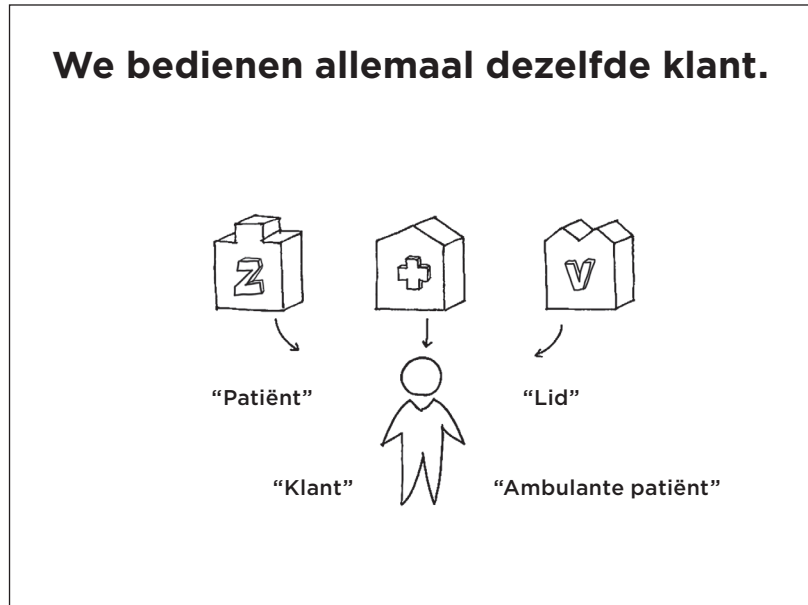 We bedienen allemaal dezelfde klant.
Z
V
“Patiënt”
“Lid”
“Klant”
“Ambulante patiënt”